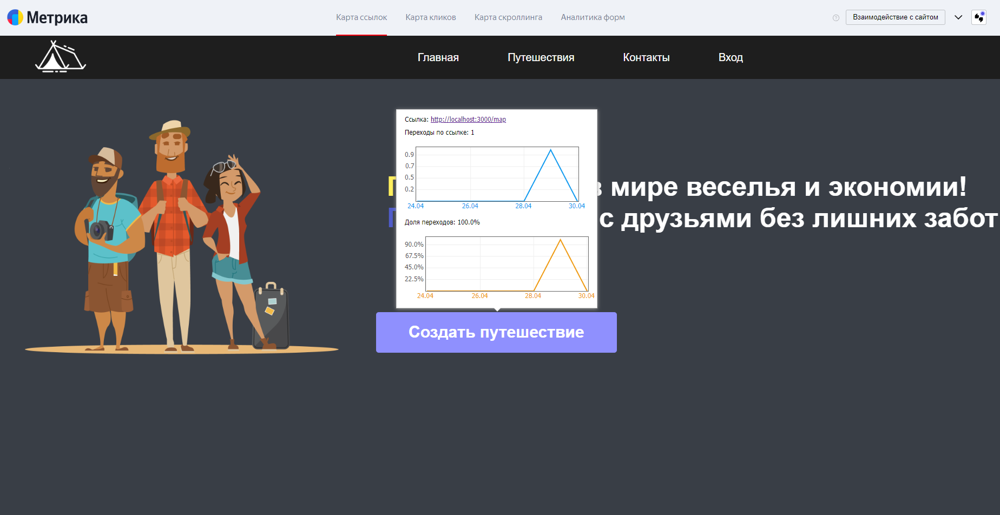 Метрика
Карта ссылок Карта кликов Карта скроллинга Аналитика форм
Взаимодействие с сайтом
Главная Путешествия Контакты Вход
Ссылка: http://localhost:3000/map
Переходы по ссылке: 1
0.9
0.7
0.5
0.2
24.04 26.04 28.04 30.04
мире веселья и экономии!
с друзьями без лишних забот
Доля переходов: 100.0%
90.0%
67.5%
45.0%
22.5%
24.04 26.04 28.04 30.04
Создать путешествие